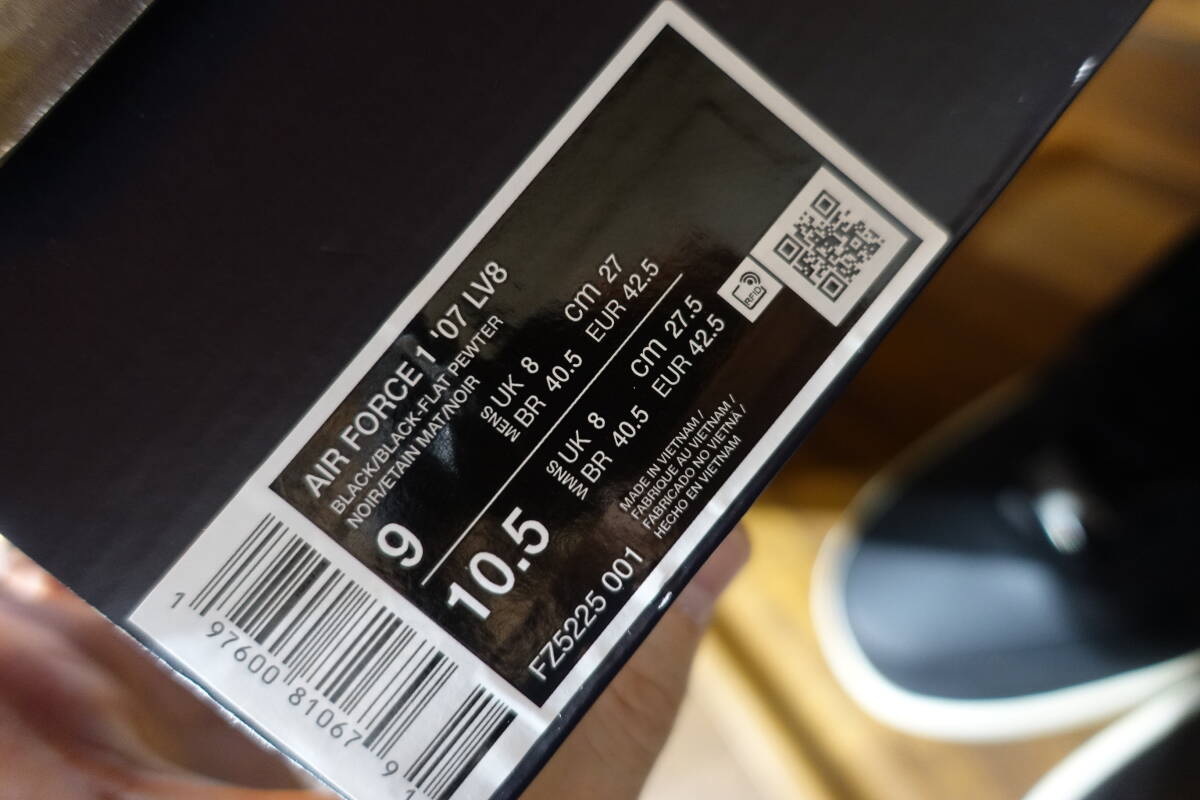 AIR FORCE 1 '07 LV8
BLACK/BLACK-FLAT PEWTER
NOIR/ETAIN MAT/NOIR
9
MENS
UK 8
cm 27
BR 40.5
EUR 42.5
10.5
WMNS
UK 8
cm 27.5
BR 40.5
EUR 42.5
RFID
MADE IN VIETNAM /
FABRIQUE AU VIETNAM /
FABRICADO NO VIETNA /
HECHO EN VIETNAM
FZ5225 001
1 97600 81067 9